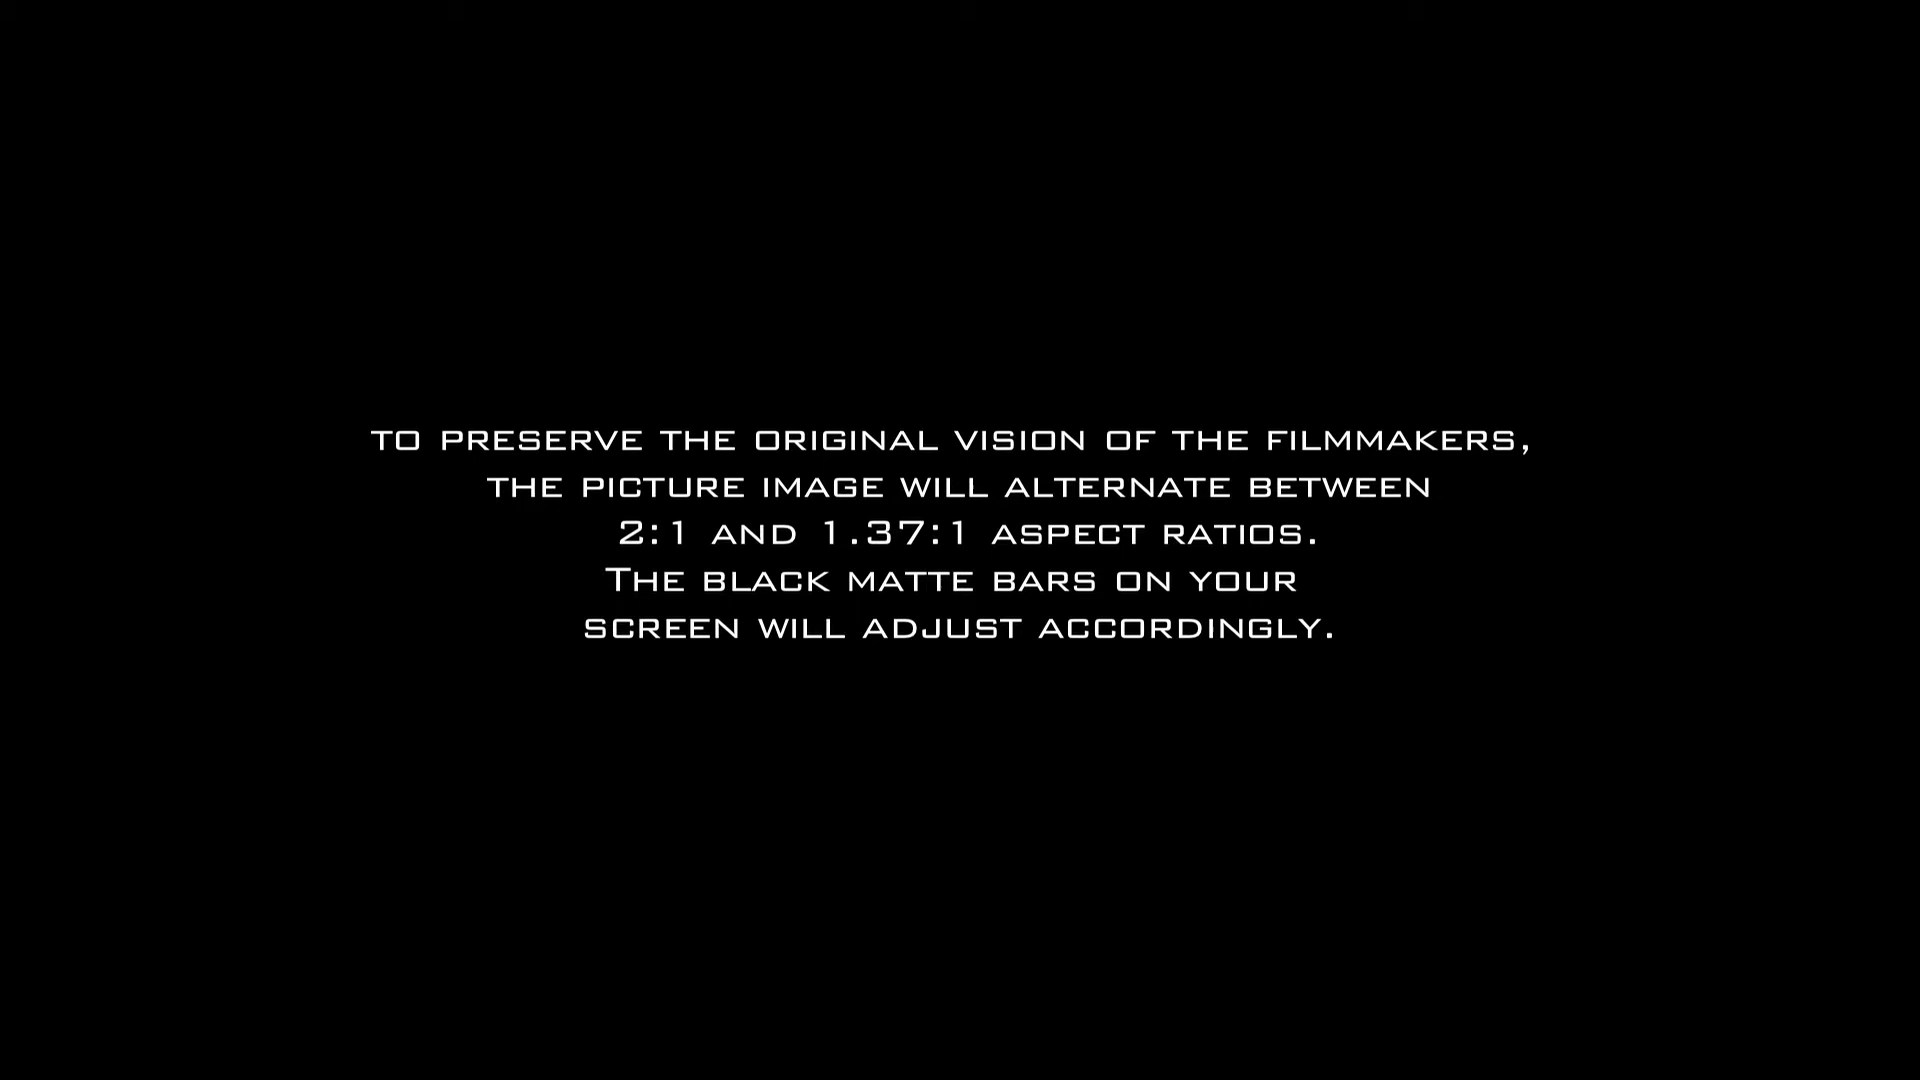 TO PRESERVE THE ORIGINAL VISION OF THE FILMMAKERS,
THE PICTURE IMAGE WILL ALTERNATE BETWEEN
2:1 AND 1.37:1 ASPECT RATIOS.
THE BLACK MATTE BARS ON YOUR
SCREEN WILL ADJUST ACCORDINGLY.